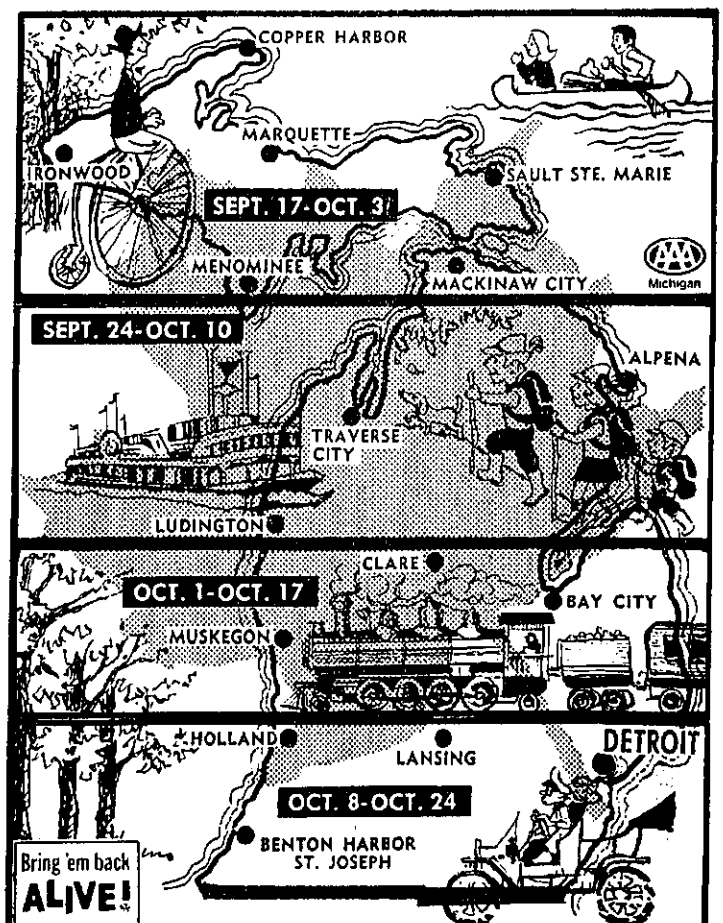 COPPER HARBOR
MARQUETTE
IRONWOOD
SAULT STE. MARIE
SEPT. 17-OCT. 3
MENOMINEE
MACKINAW CITY
AAA
Michigan
SEPT. 24-OCT. 10
ALPENA
TRAVERSE
CITY
LUDINGTON
CLARE
OCT. 1-OCT. 17
BAY CITY
MUSKEGON
HOLLAND
LANSING
DETROIT
OCT. 8-OCT. 24
BENTON HARBOR
ST. JOSEPH
Bring 'em back
ALIVE!